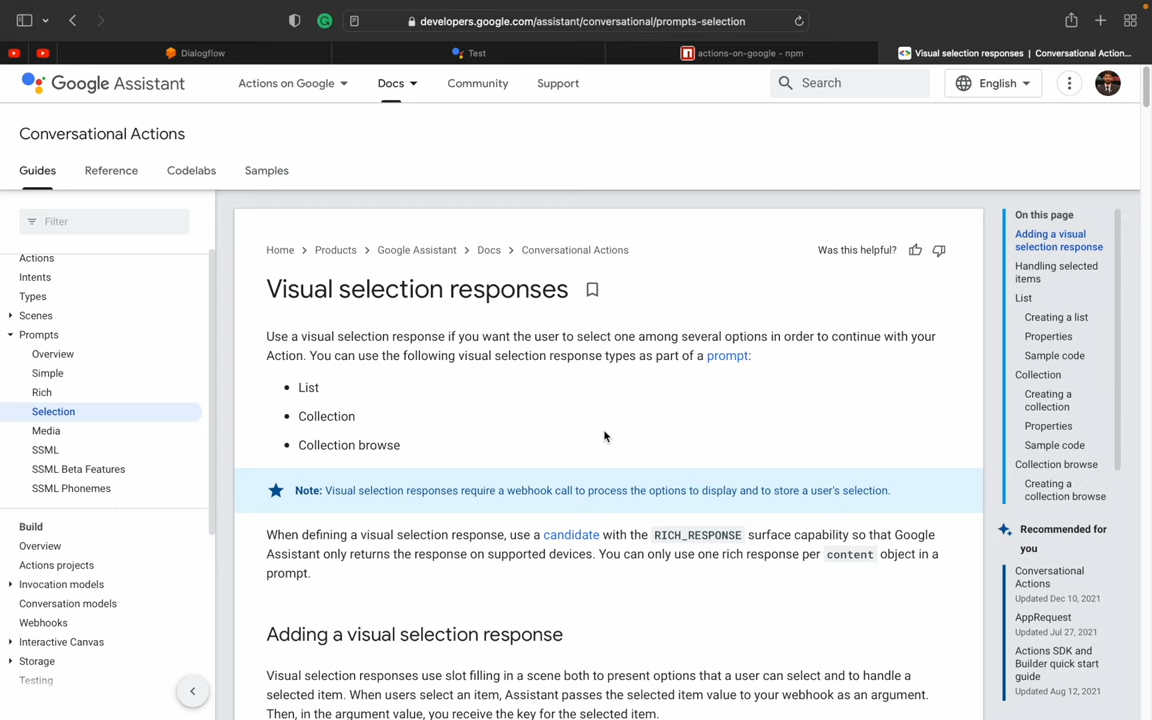 developers.google.com/assistant/conversational/prompts-selection
Dialogflow
Test
actions-on-google - npm
Visual selection responses | Conversational Action...
Google Assistant
Actions on Google
Docs
Community
Support
Search
English
Conversational Actions
Guides
Reference
Codelabs
Samples
Filter
Actions
Intents
Types
Scenes
Prompts
Overview
Simple
Rich
Selection
Media
SSML
SSML Beta Features
SSML Phonemes
Build
Overview
Actions projects
Invocation models
Conversation models
Webhooks
Interactive Canvas
Storage
Testing
Home > Products > Google Assistant > Docs > Conversational Actions
Was this helpful?
Visual selection responses
Use a visual selection response if you want the user to select one among several options in order to continue with your
Action. You can use the following visual selection response types as part of a prompt:
• List
• Collection
• Collection browse
Note: Visual selection responses require a webhook call to process the options to display and to store a user's selection.
When defining a visual selection response, use a candidate with the RICH_RESPONSE surface capability so that Google
Assistant only returns the response on supported devices. You can only use one rich response per content object in a
prompt.
Adding a visual selection response
Visual selection responses use slot filling in a scene both to present options that a user can select and to handle a
selected item. When users select an item, Assistant passes the selected item value to your webhook as an argument.
Then, in the argument value, you receive the key for the selected item.
On this page
Adding a visual
selection response
Handling selected
items
List
Creating a list
Properties
Sample code
Collection
Creating a
collection
Properties
Sample code
Collection browse
Creating a
collection browse
Recommended for
you
Conversational
Actions
Updated Dec 10, 2021
AppRequest
Updated Jul 27, 2021
Actions SDK and
Builder quick start
guide
Updated Aug 12, 2021